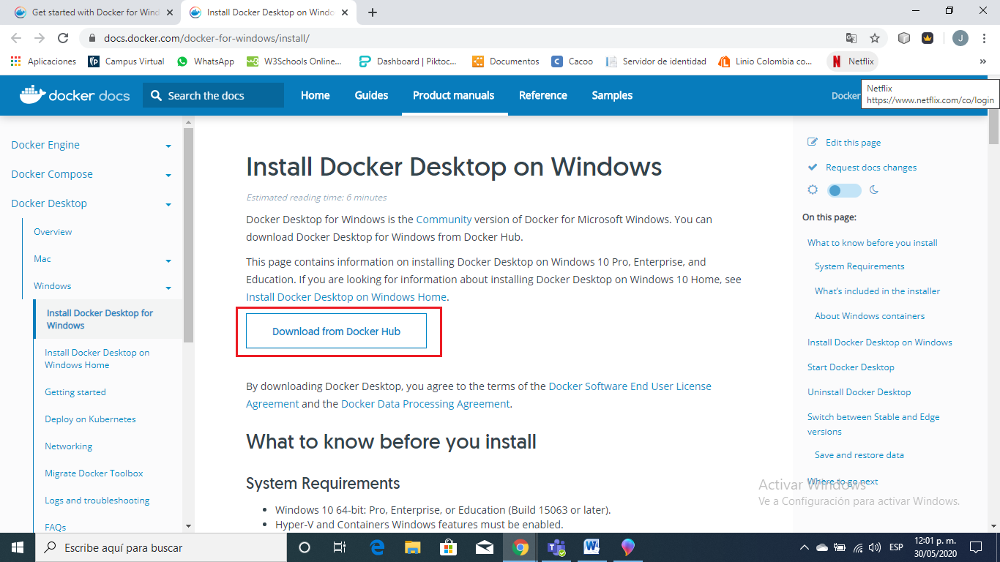 Get started with Docker for Wind
Install Docker Desktop on Windo
docs.docker.com/docker-for-windows/install/
J
Aplicaciones
Campus Virtual
WhatsApp
W3Schools Online...
Dashboard | Piktoc...
Documentos
Cacoo
Servidor de identidad
Linio Colombia co...
Netflix
»
docker docs
Search the docs
Home
Guides
Product manuals
Reference
Samples
Docker
Netflix
https://www.netflix.com/co/login
Docker Engine
Docker Compose
Docker Desktop
Overview
Mac
Windows
Install Docker Desktop for
Windows
Install Docker Desktop on
Windows Home
Getting started
Deploy on Kubernetes
Networking
Migrate Docker Toolbox
Logs and troubleshooting
FAQs
Install Docker Desktop on Windows
Estimated reading time: 6 minutes
Docker Desktop for Windows is the Community version of Docker for Microsoft Windows. You can
download Docker Desktop for Windows from Docker Hub.
This page contains information on installing Docker Desktop on Windows 10 Pro, Enterprise, and
Education. If you are looking for information about installing Docker Desktop on Windows 10 Home, see
Install Docker Desktop on Windows Home.
Download from Docker Hub
By downloading Docker Desktop, you agree to the terms of the Docker Software End User License
Agreement and the Docker Data Processing Agreement.
What to know before you install
System Requirements
• Windows 10 64-bit: Pro, Enterprise, or Education (Build 15063 or later).
• Hyper-V and Containers Windows features must be enabled.
Edit this page
Request docs changes
On this page:
What to know before you install
System Requirements
What's included in the installer
About Windows containers
Install Docker Desktop on Windows
Start Docker Desktop
Uninstall Docker Desktop
Switch between Stable and Edge
versions
Save and restore data
Where to go next
Activar Windows
Ve a Configuración para activar Windows.
Escribe aquí para buscar
ESP
12:01 p. m.
30/05/2020